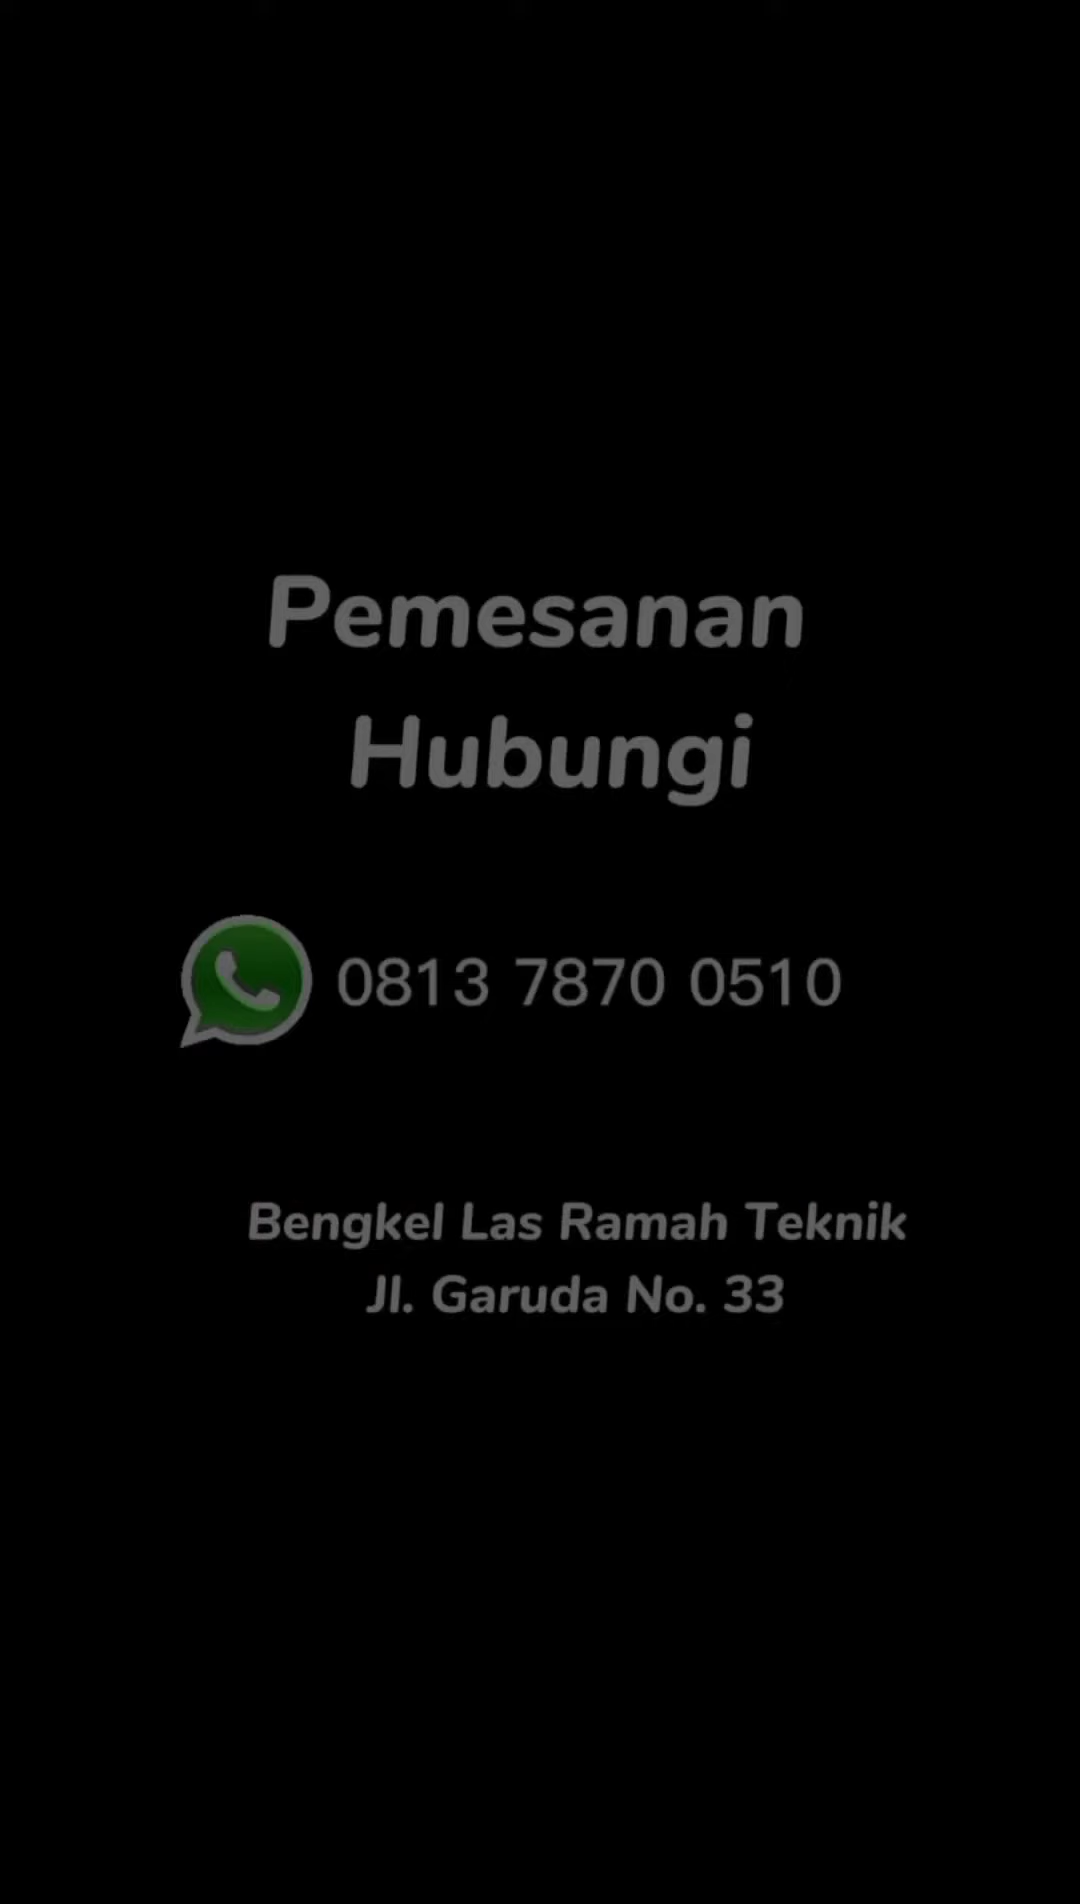 Pemesanan
Hubungi
0813 7870 0510
Bengkel Las Ramah Teknik
Jl. Garuda No. 33